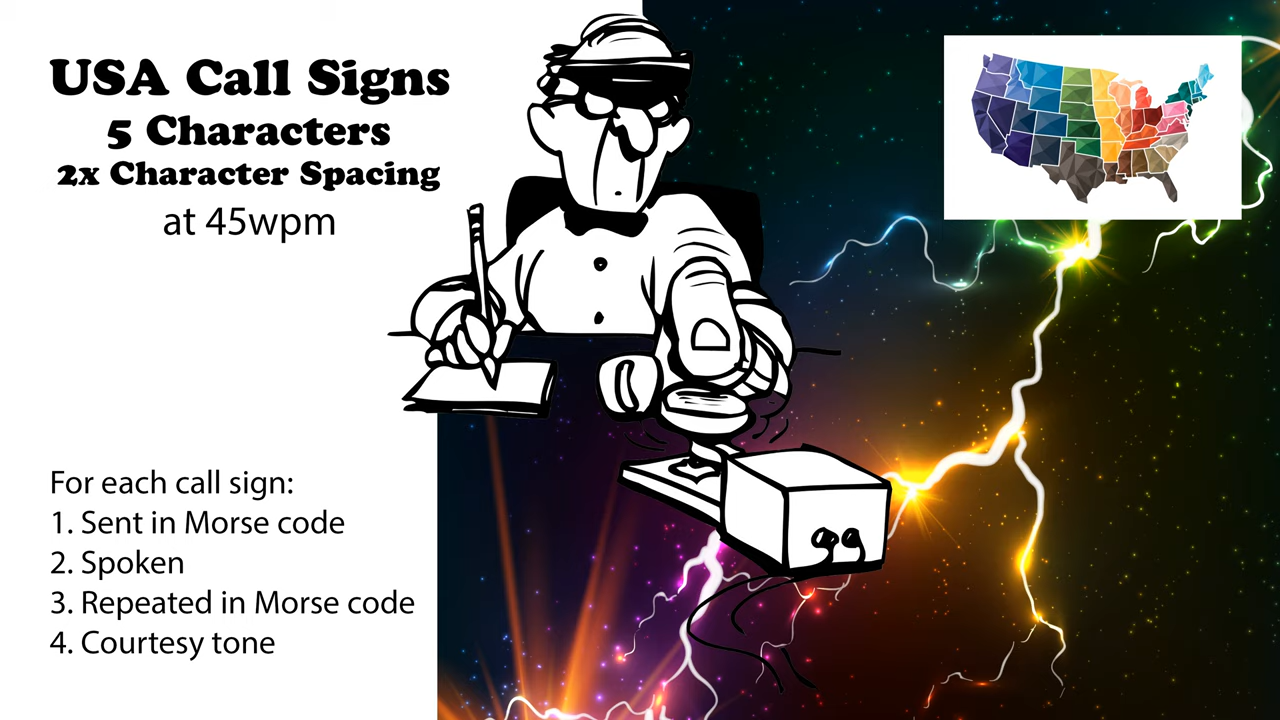 USA Call Signs
5 Characters
2x Character Spacing
at 45wpm
For each call sign:
1. Sent in Morse code
2. Spoken
3. Repeated in Morse code
4. Courtesy tone